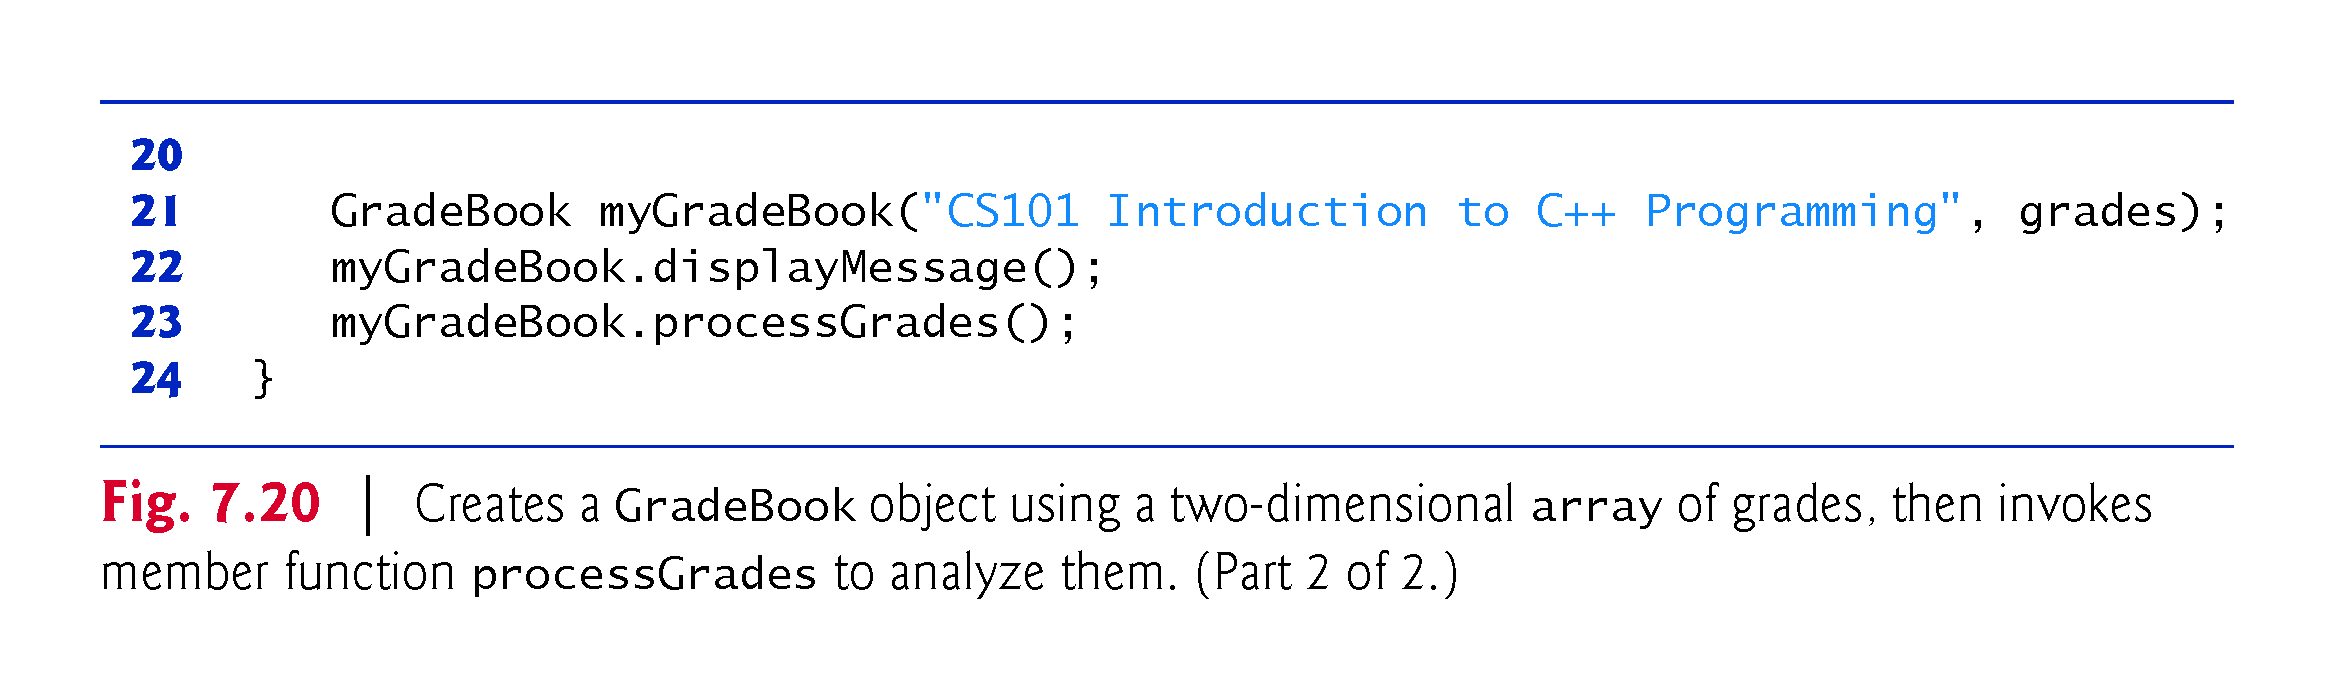 20
21 GradeBook myGradeBook("CS101 Introduction to C++ Programming", grades);
22 myGradeBook.displayMessage();
23 myGradeBook.processGrades();
24 }
Fig. 7.20 | Creates a GradeBook object using a two-dimensional array of grades, then invokes
member function processGrades to analyze them. (Part 2 of 2.)